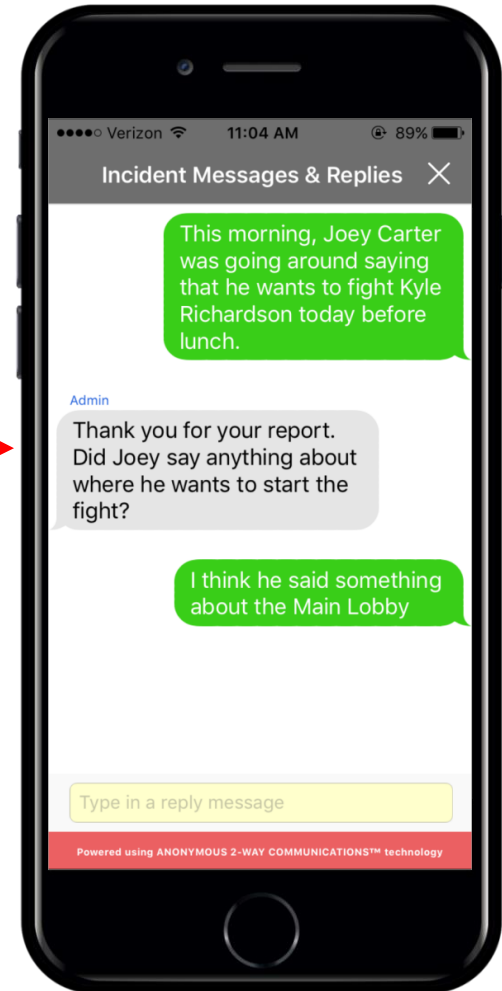 Verizon 11:04 AM 89%
Incident Messages & Replies
This morning, Joey Carter
was going around saying
that he wants to fight Kyle
Richardson today before
lunch.
Admin
Thank you for your report.
Did Joey say anything about
where he wants to start the
fight?
I think he said something
about the Main Lobby
Type in a reply message
Powered using ANONYMOUS 2-WAY COMMUNICATIONS™ technology